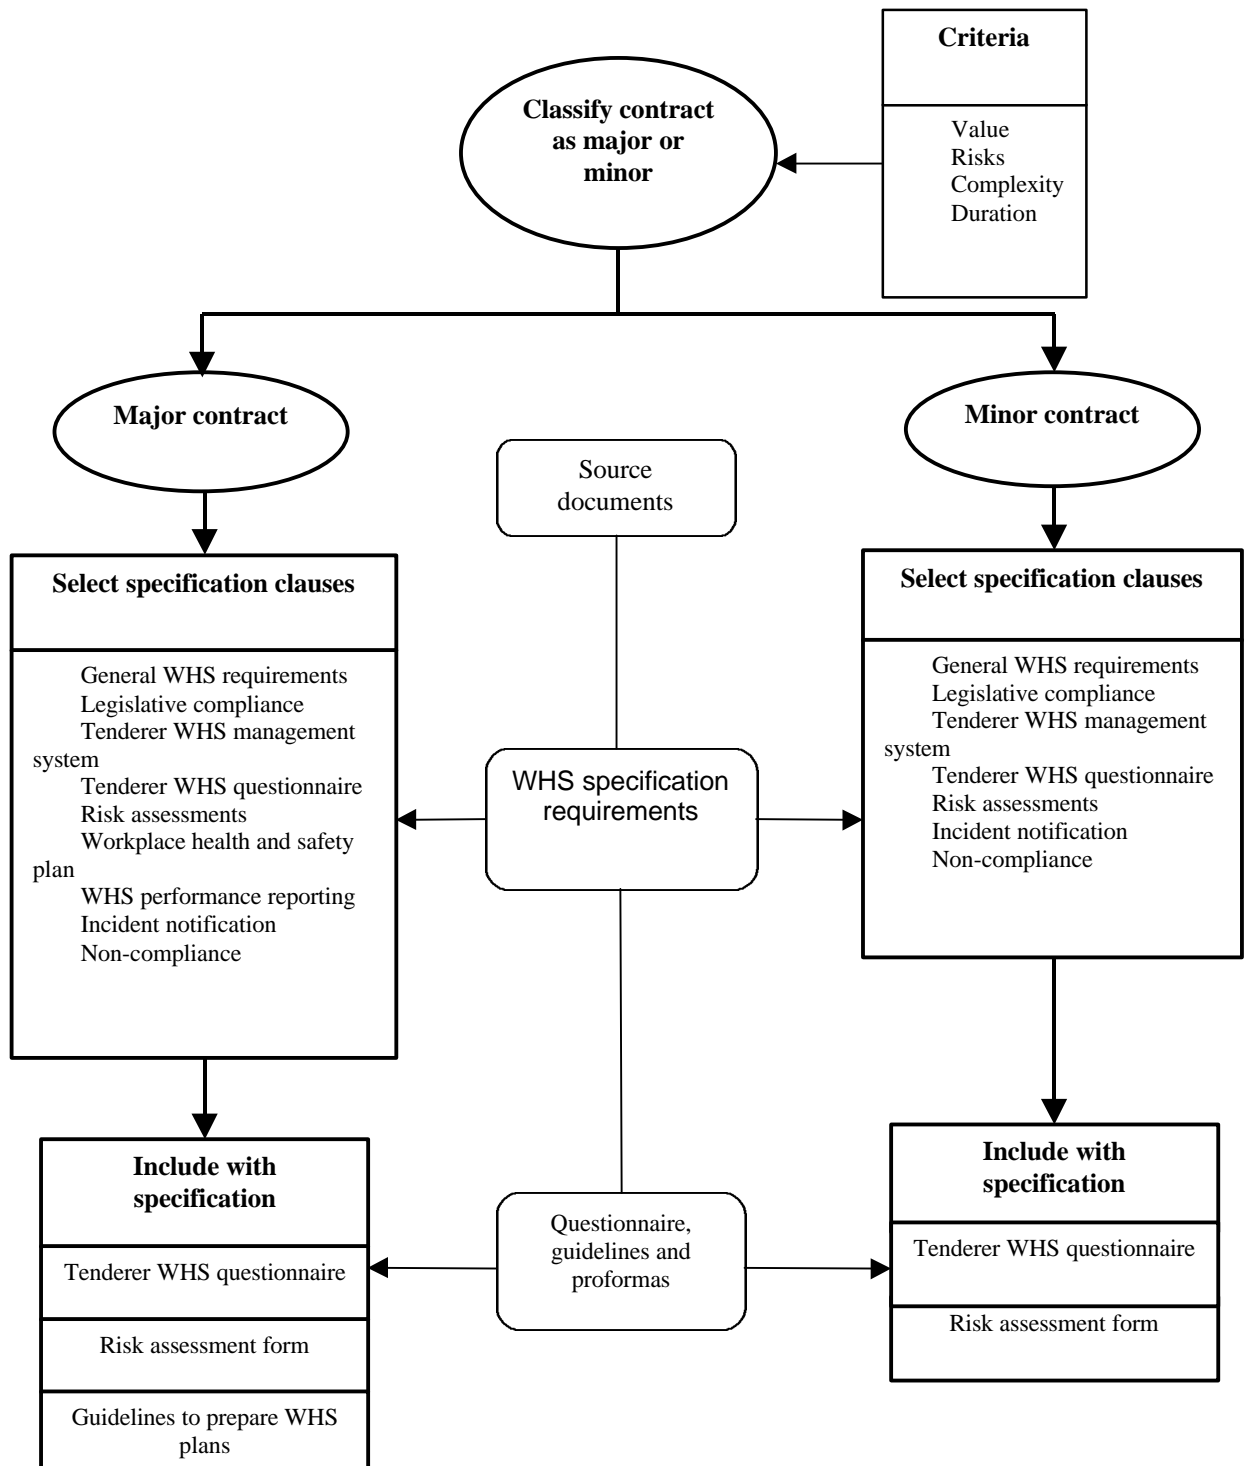 Criteria
Value
Risks
Complexity
Duration
Classify contract
as major or
minor
Major contract
Minor contract
Source
documents
Select specification clauses
General WHS requirements
Legislative compliance
Tenderer WHS management
system
Tenderer WHS questionnaire
Risk assessments
Workplace health and safety
plan
WHS performance reporting
Incident notification
Non-compliance
WHS specification
requirements
Select specification clauses
General WHS requirements
Legislative compliance
Tenderer WHS management
system
Tenderer WHS questionnaire
Risk assessments
Incident notification
Non-compliance
Include with
specification
Tenderer WHS questionnaire
Risk assessment form
Guidelines to prepare WHS
plans
Questionnaire,
guidelines and
proformas
Include with
specification
Tenderer WHS questionnaire
Risk assessment form